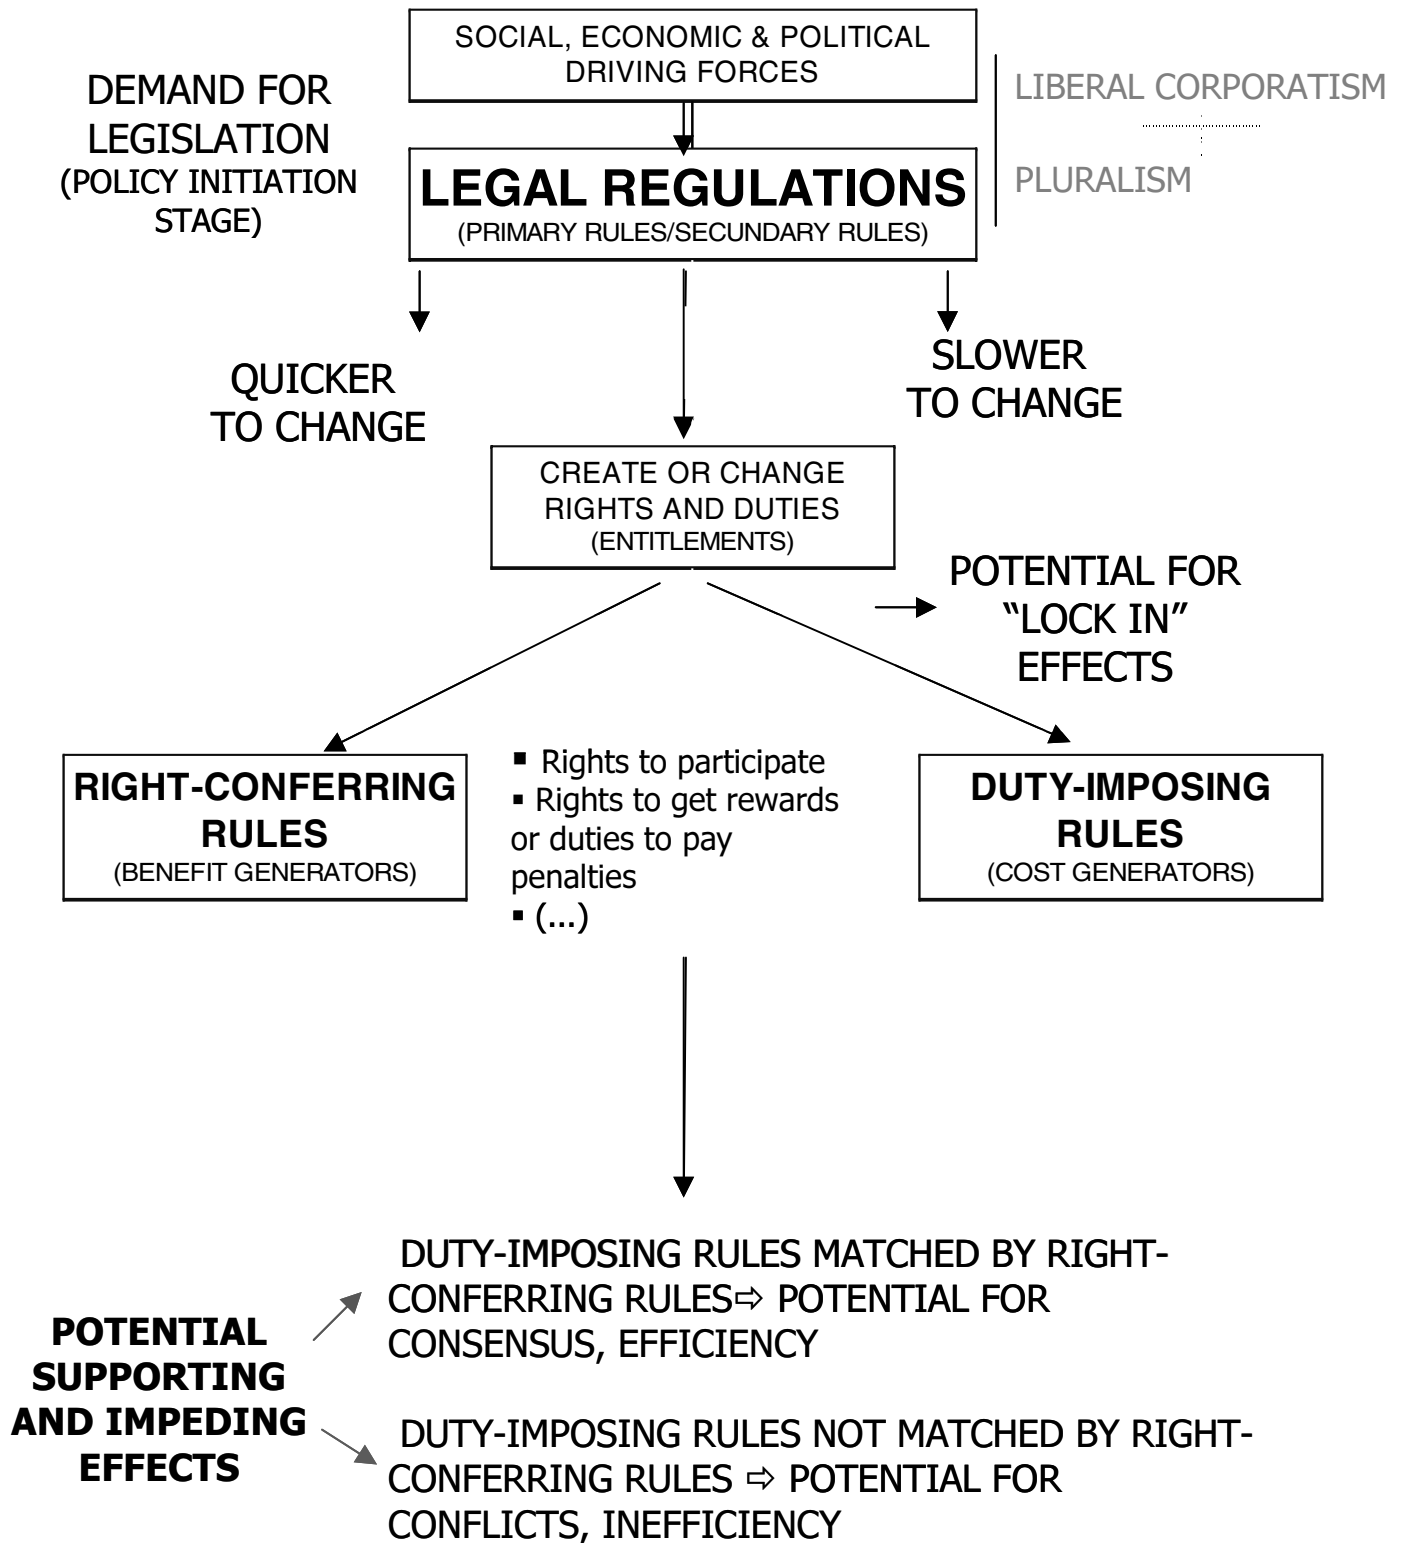 SOCIAL, ECONOMIC & POLITICAL
DRIVING FORCES
DEMAND FOR
LEGISLATION
(POLICY INITIATION
STAGE)
LIBERAL CORPORATISM
PLURALISM
LEGAL REGULATIONS
(PRIMARY RULES/SECUNDARY RULES)
QUICKER
TO CHANGE
SLOWER
TO CHANGE
CREATE OR CHANGE
RIGHTS AND DUTIES
(ENTITLEMENTS)
POTENTIAL FOR
“LOCK IN”
EFFECTS
RIGHT-CONFERRING
RULES
(BENEFIT GENERATORS)
▪ Rights to participate
▪ Rights to get rewards
or duties to pay
penalties
▪ (...)
DUTY-IMPOSING
RULES
(COST GENERATORS)
POTENTIAL
SUPPORTING
AND IMPEDING
EFFECTS
DUTY-IMPOSING RULES MATCHED BY RIGHT-
CONFERRING RULES⇨ POTENTIAL FOR
CONSENSUS, EFFICIENCY
DUTY-IMPOSING RULES NOT MATCHED BY RIGHT-
CONFERRING RULES ⇨ POTENTIAL FOR
CONFLICTS, INEFFICIENCY